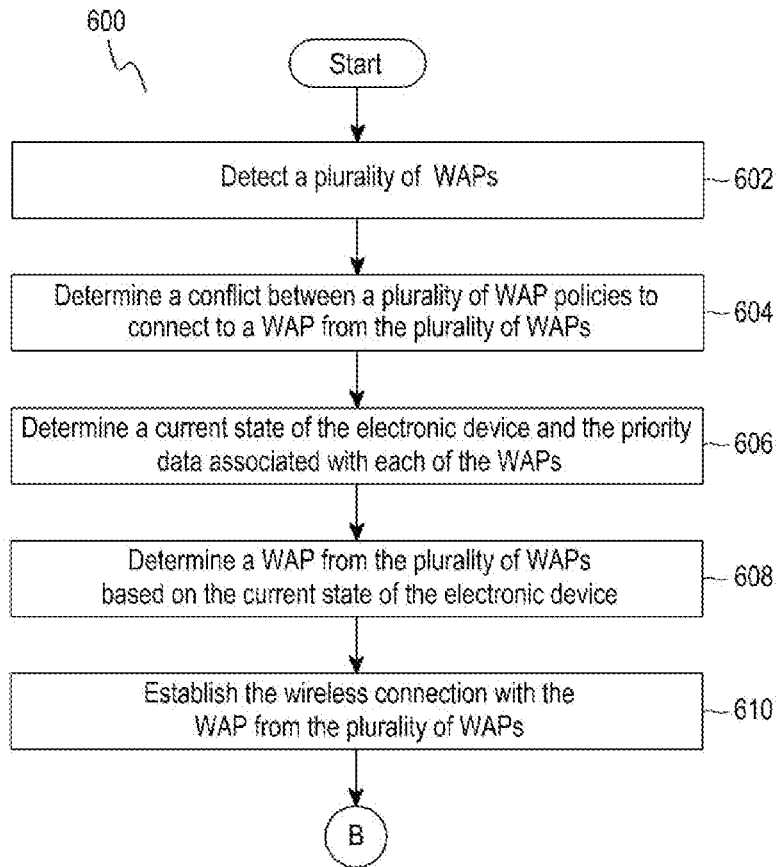 600
Start
Detect a plurality of WAPs
602
Determine a conflict between a plurality of WAP policies to
connect to a WAP from the plurality of WAPs
604
Determine a current state of the electronic device and the priority
data associated with each of the WAPs
606
Determine a WAP from the plurality of WAPs
based on the current state of the electronic device
608
Establish the wireless connection with the
WAP from the plurality of WAPs
610
B